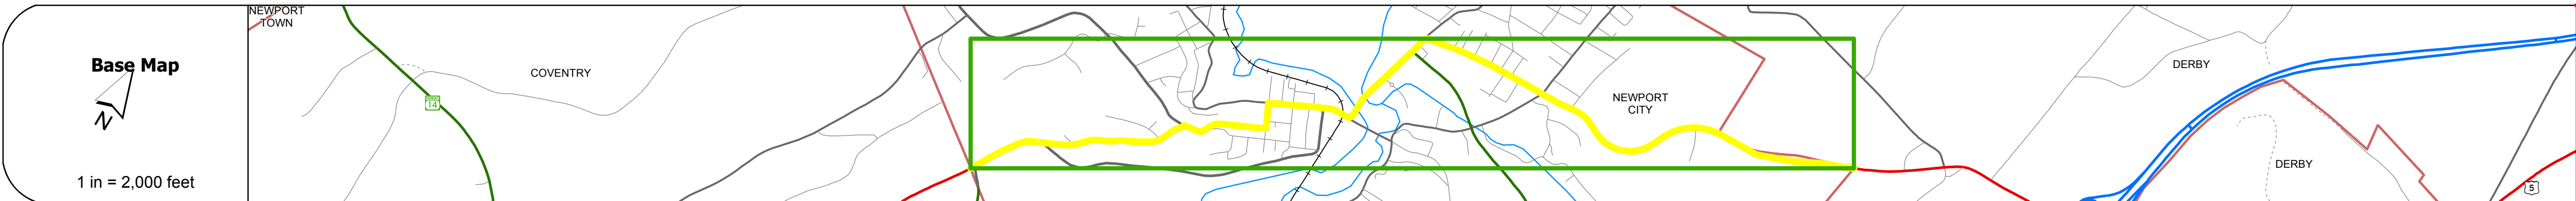 Base Map
N
1 in = 2,000 feet
NEWPORT
TOWN
14
COVENTRY
NEWPORT
CITY
DERBY
DERBY
5